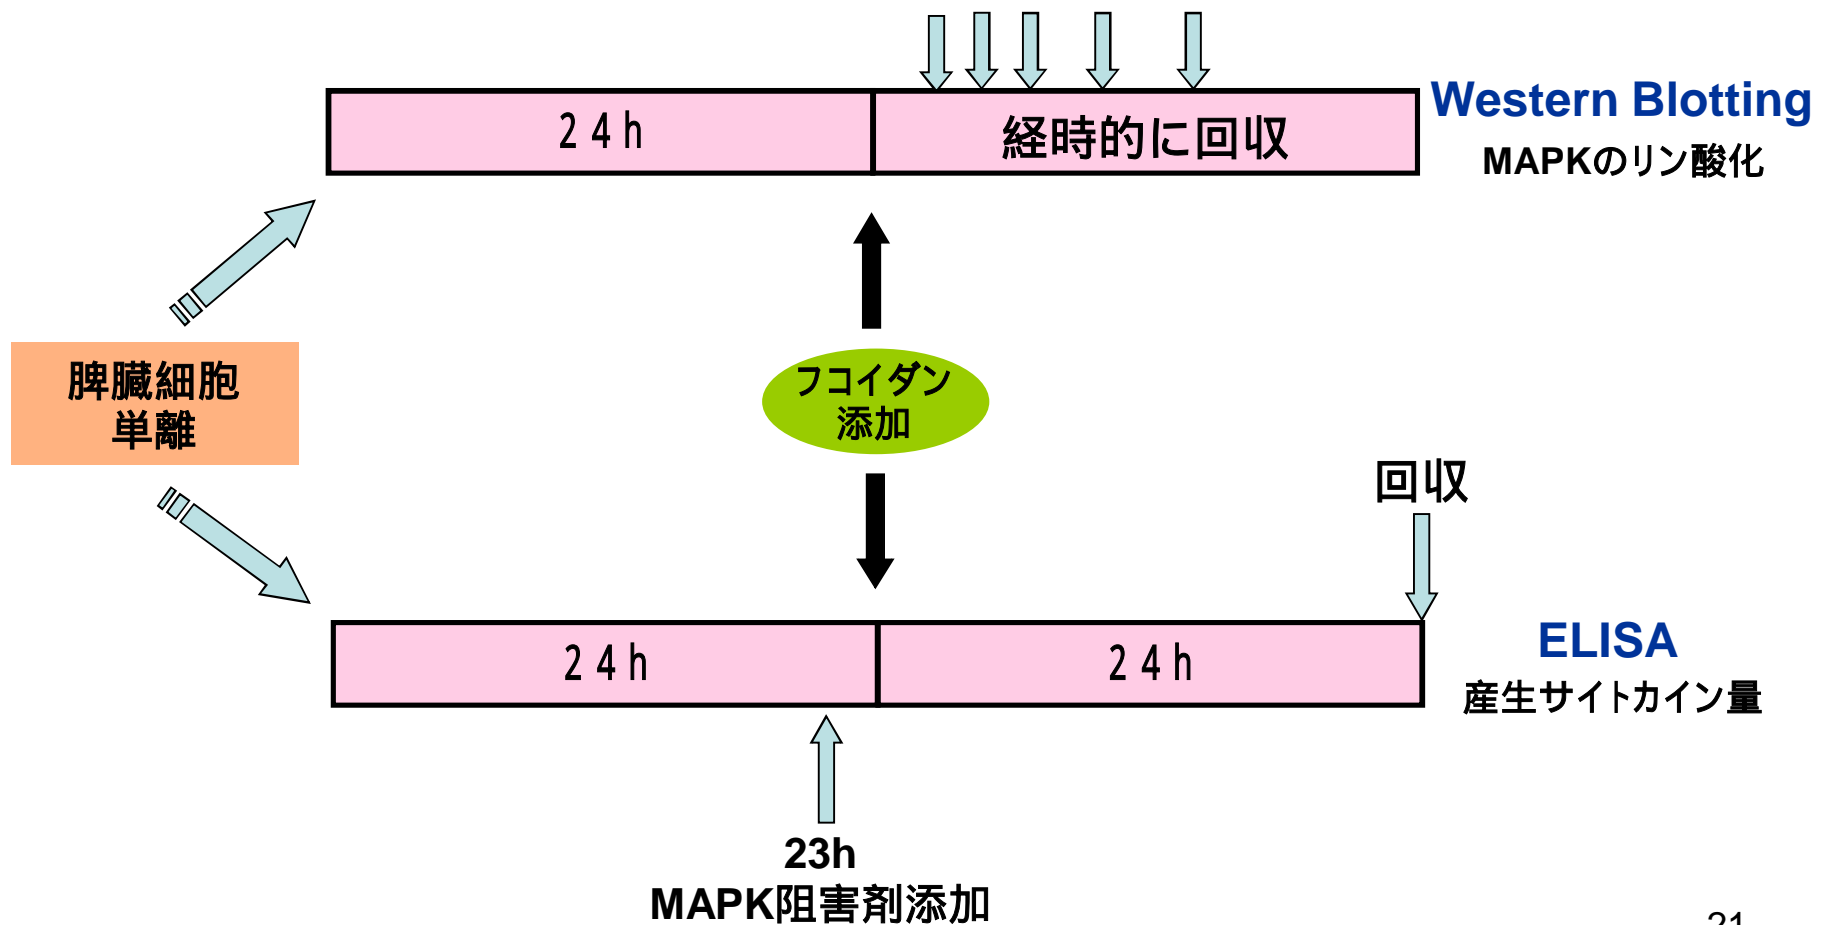 ２４ｈ
経時的に回収
Western Blotting
MAPKのリン酸化
脾臓細胞
単離
フコイダン
添加
回収
２４ｈ
２４ｈ
ELISA
産生サイトカイン量
23h
MAPK阻害剤添加
21